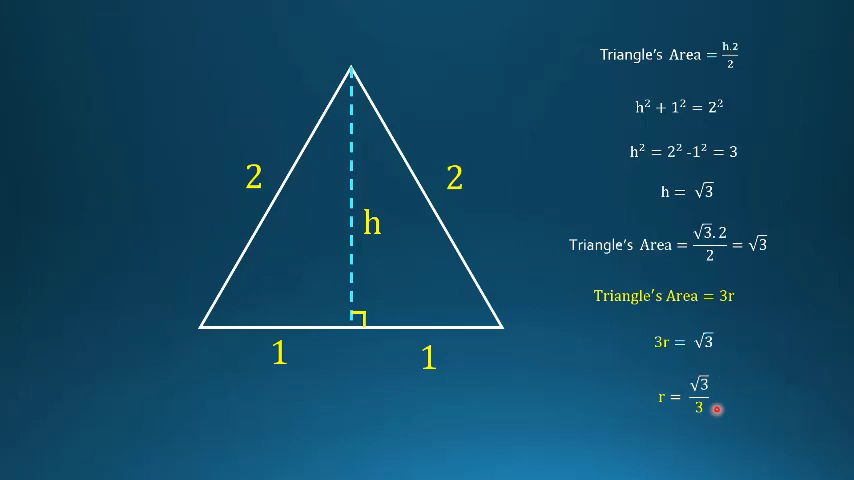 Triangle's Area = h.2/2
h² + 1² = 2²
h² = 2² -1² = 3
h = √3
Triangle's Area = √3. 2/2 = √3
Triangle's Area = 3r
3r = √3
r = √3/3
2
2
h
1
1